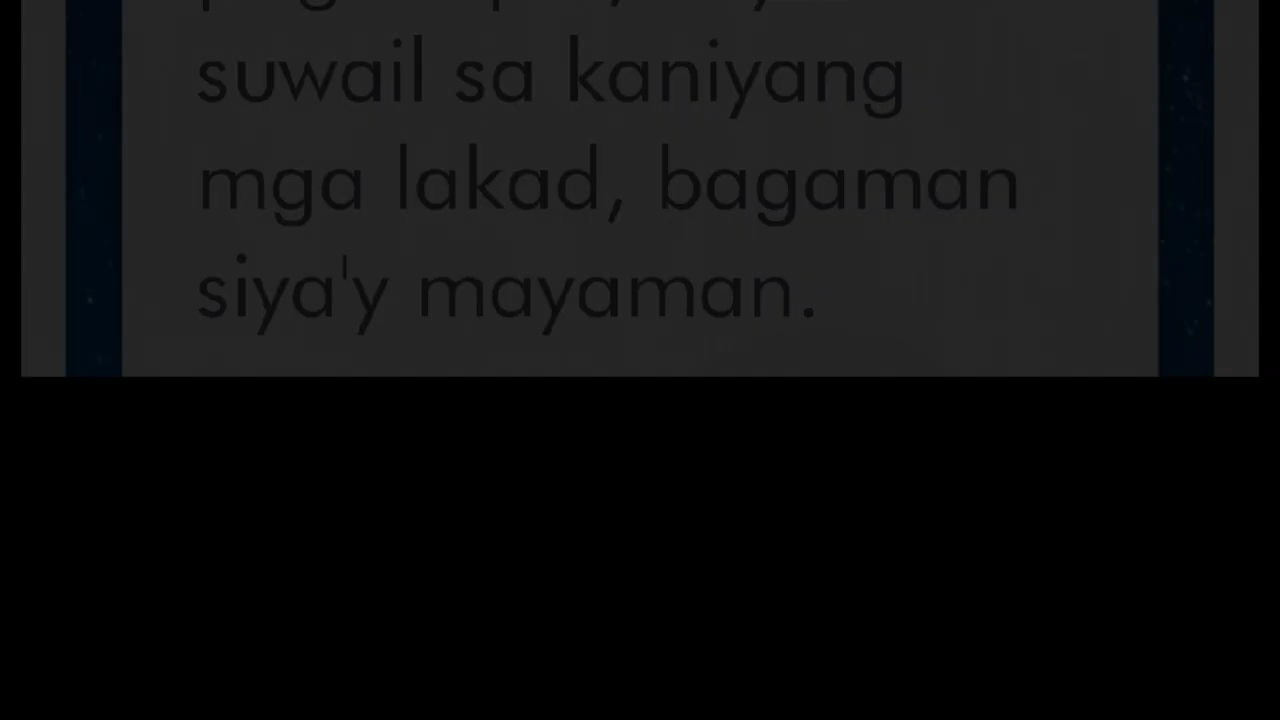 suwail sa kaniyang
mga lakad, bagaman
siya'y mayaman.